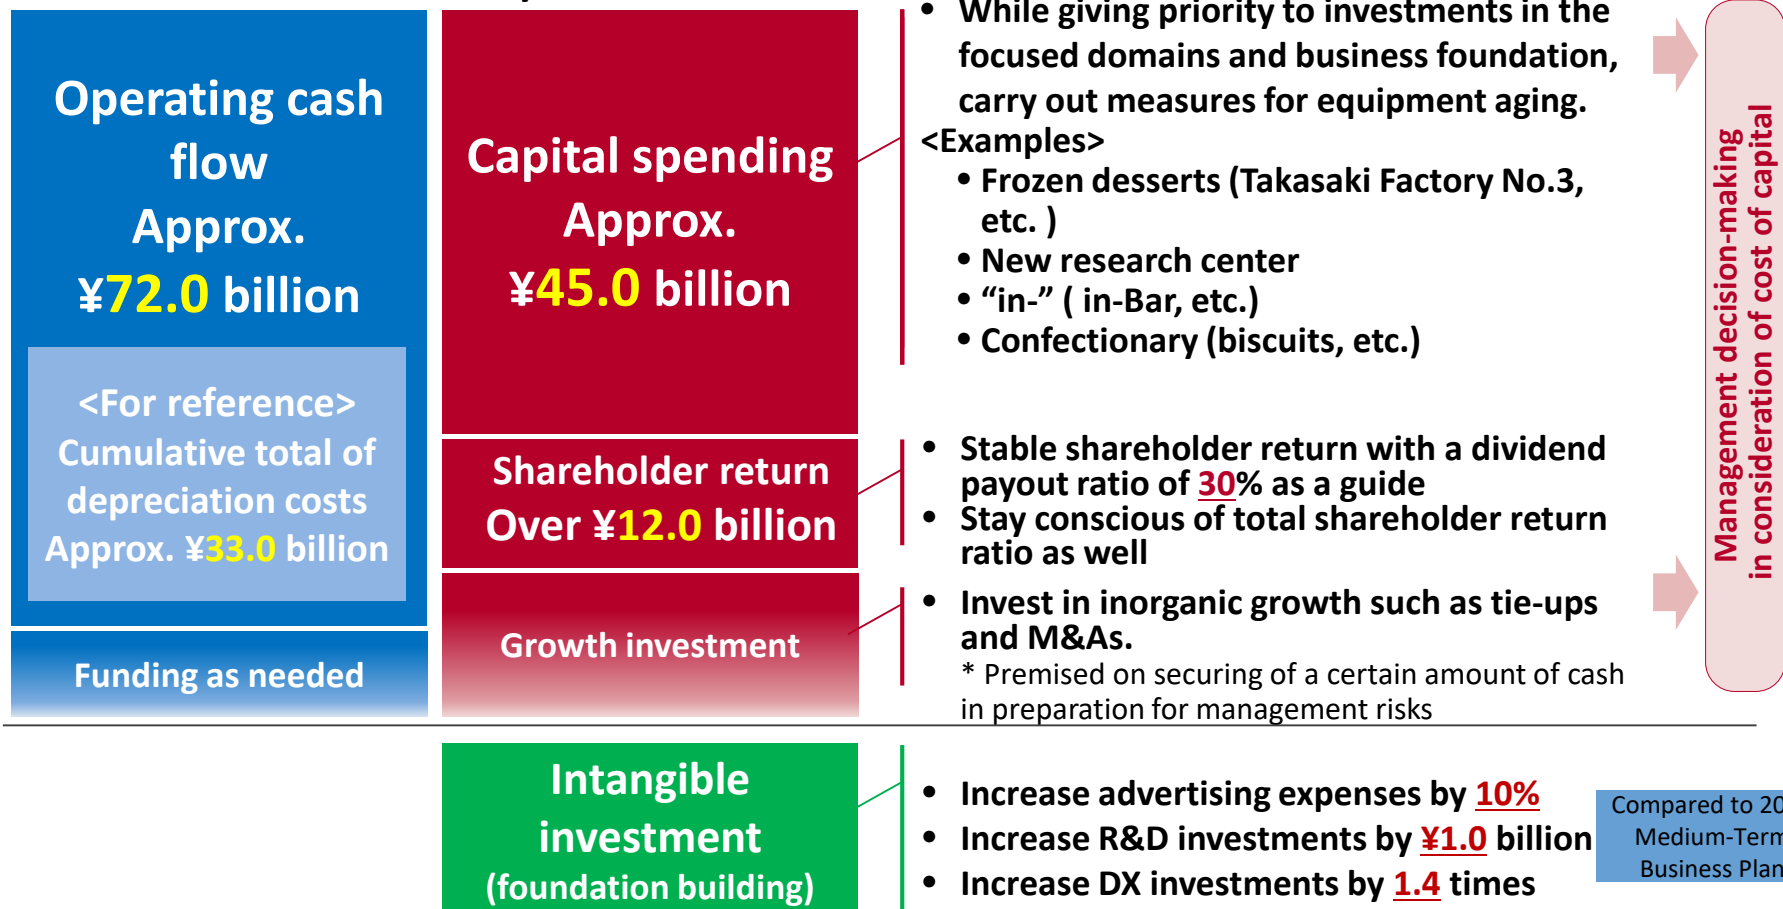 Operating cash
flow
Approx.
¥72.0 billion
<For reference>
Cumulative total of
depreciation costs
Approx. ¥33.0 billion
Funding as needed
Capital spending
Approx.
¥45.0 billion
Shareholder return
Over ¥12.0 billion
Growth investment
Intangible
investment
(foundation building)
• While giving priority to investments in the
focused domains and business foundation,
carry out measures for equipment aging.
<Examples>
• Frozen desserts (Takasaki Factory No.3,
etc. )
• New research center
• “in-” ( in-Bar, etc.)
• Confectionary (biscuits, etc.)
• Stable shareholder return with a dividend
payout ratio of 30% as a guide
• Stay conscious of total shareholder return
ratio as well
• Invest in inorganic growth such as tie-ups
and M&As.
* Premised on securing of a certain amount of cash
in preparation for management risks
• Increase advertising expenses by 10%
• Increase R&D investments by ¥1.0 billion
• Increase DX investments by 1.4 times
Compared to 20
Medium-Term
Business Plan
Management decision-making
in consideration of cost of capital